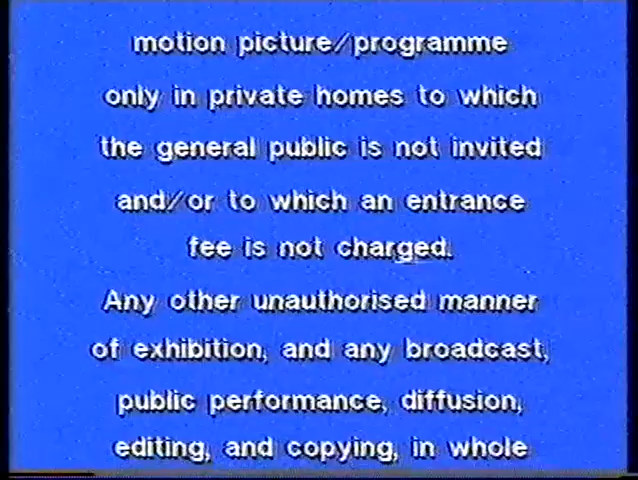 motion picture/programme
only in private homes to which
the general public is not invited
and/or to which an entrance
fee is not charged.
Any other unauthorised manner
of exhibition, and any broadcast,
public performance, diffusion,
editing, and copying, in whole